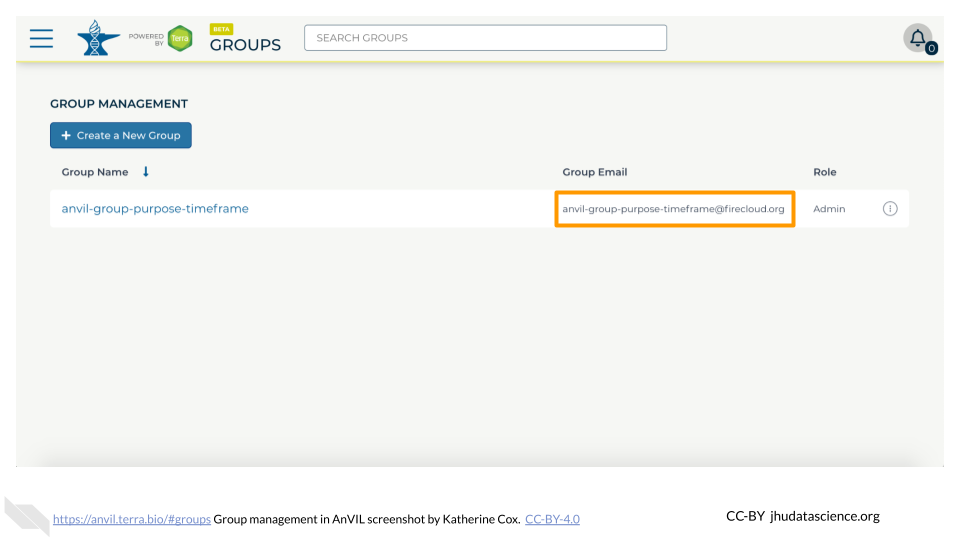 POWERED
BY
Terra
BETA
GROUPS
SEARCH GROUPS
0
GROUP MANAGEMENT
+ Create a New Group
Group Name ↓ Group Email Role
anvil-group-purpose-timeframe anvil-group-purpose-timeframe@firecloud.org Admin
https://anvil.terra.bio/#groups Group management in AnVIL screenshot by Katherine Cox. CC-BY-4.0
CC-BY jhudatascience.org